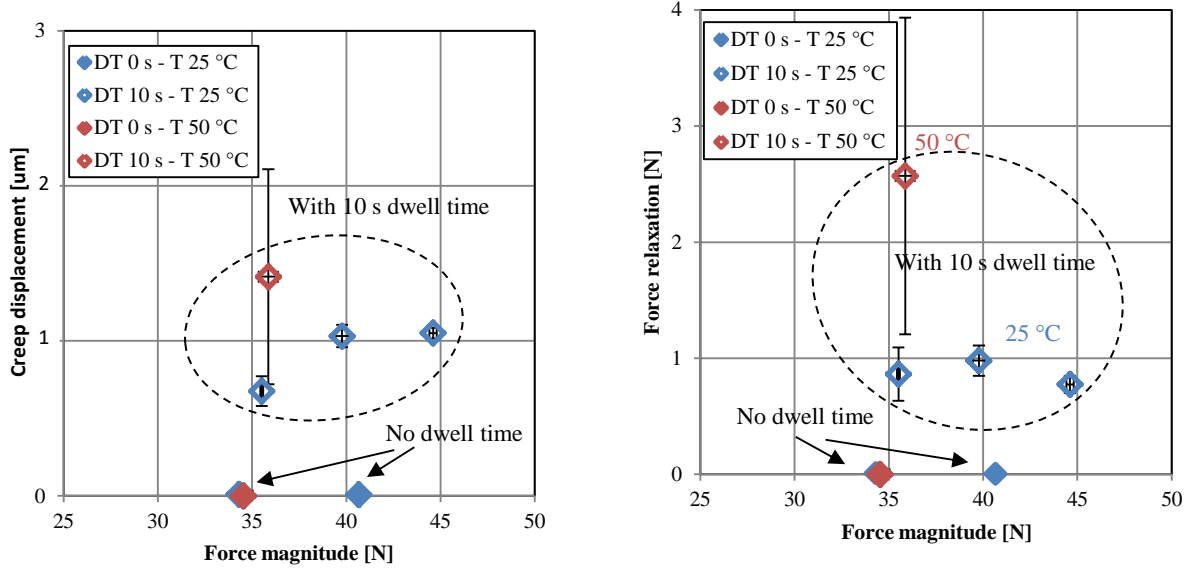 3
2
1
0
Creep displacement [um]
DT 0 s - T 25 °C
DT 10 s - T 25 °C
DT 0 s - T 50 °C
DT 10 s - T 50 °C
With 10 s dwell time
No dwell time
25 30 35 40 45 50
Force magnitude [N]
4
3
2
1
0
Force relaxation [N]
DT 0 s - T 25 °C
DT 10 s - T 25 °C
DT 0 s - T 50 °C
DT 10 s - T 50 °C
50 °C
With 10 s dwell time
25 °C
No dwell time
25 30 35 40 45 50
Force magnitude [N]